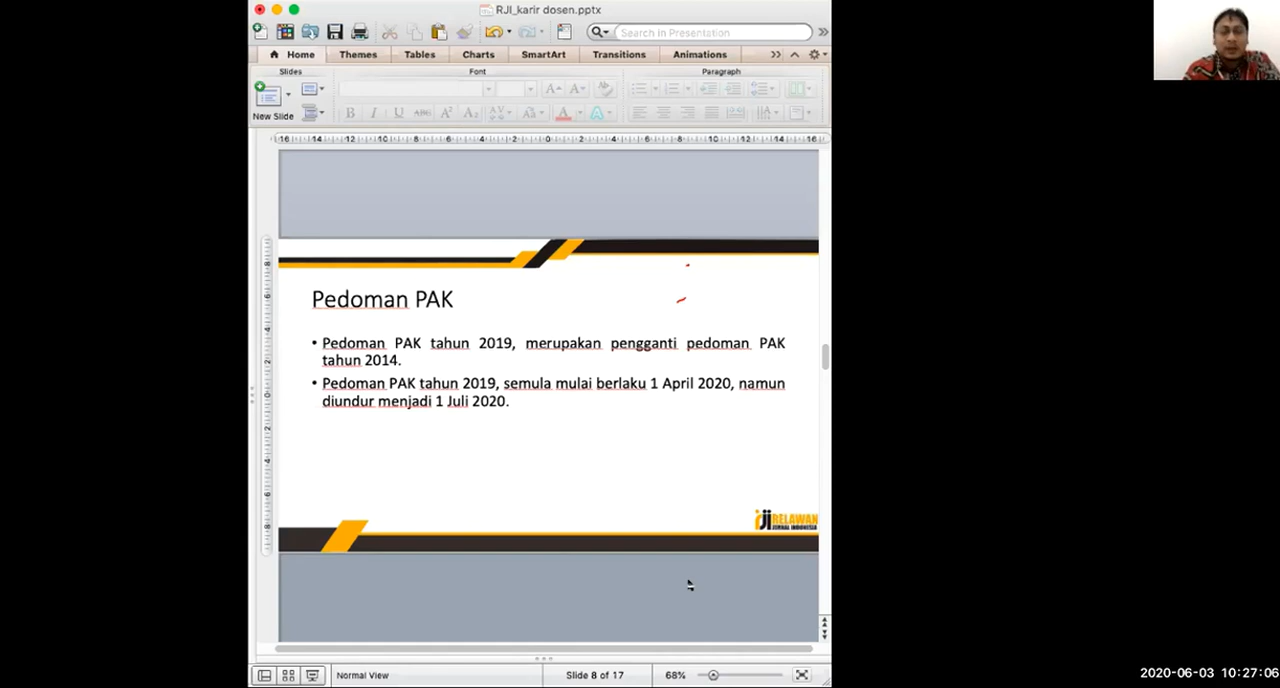 RJI_karir dosen.pptx
Search in Presentation
Home Themes Tables Charts SmartArt Transitions Animations
Slides Font Paragraph
New Slide
Pedoman PAK
• Pedoman PAK tahun 2019, merupakan pengganti pedoman PAK
tahun 2014.
• Pedoman PAK tahun 2019, semula mulai berlaku 1 April 2020, namun
diundur menjadi 1 Juli 2020.
RELAWAN
JURNAL INDONESIA
Normal View Slide 8 of 17 68%
2020-06-03 10:27:06